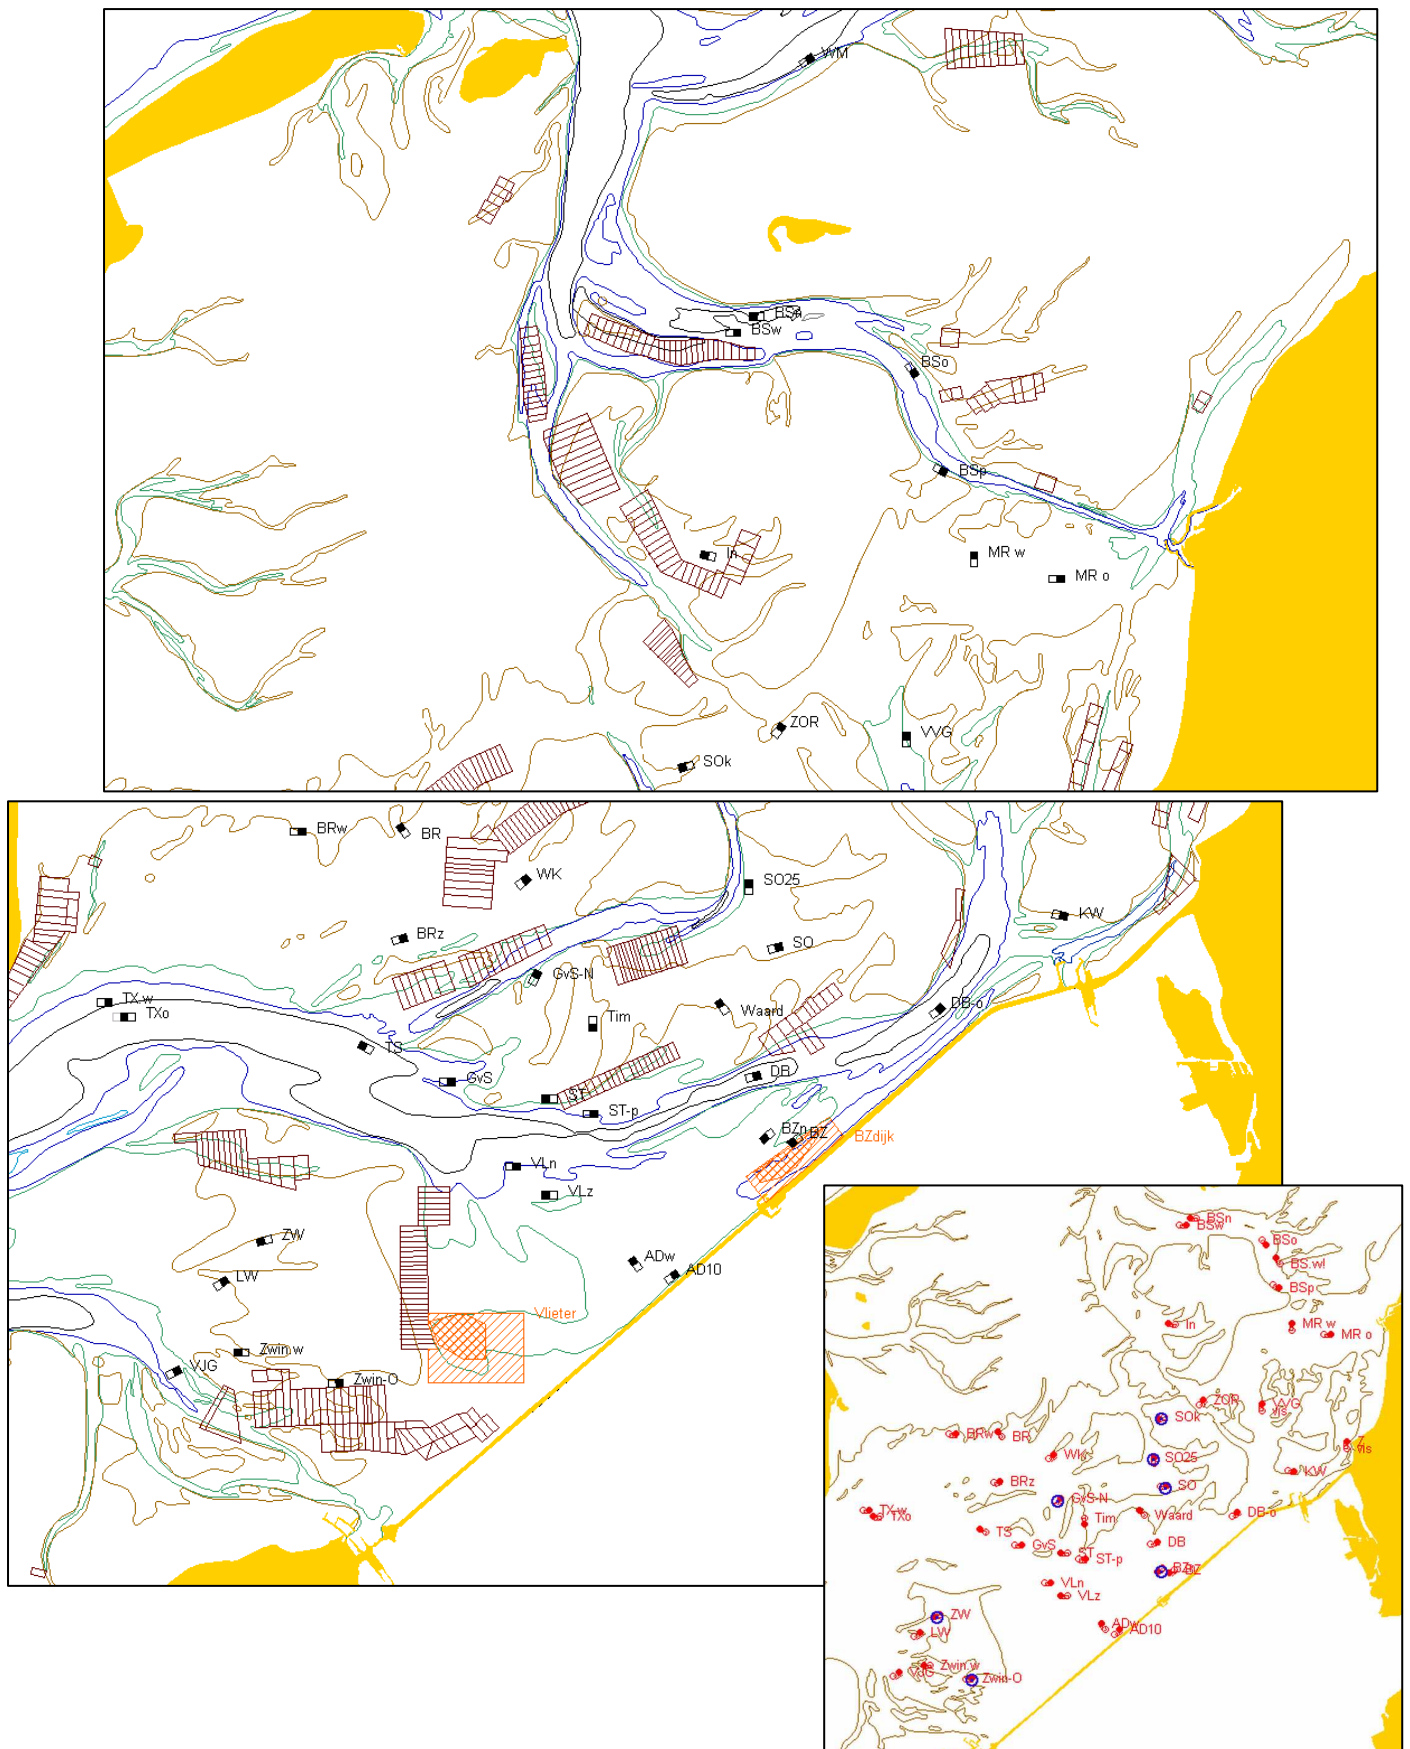 WM
BSn
BSw
BSo
BSp
In
MR w
MR o
ZOR
VVG
SOk
BRw
BR
WK
SO25
KW
BRz
SO
GvS-N
TX.w
TXo
Tim
Waard
DB-o
TS
GvS
DB
ST
ST-p
BZn
BZ
BZdijk
VLn
VLz
ZW
ADw
LW
AD10
Vlieter
Zwin.w
VJG
Zwin-O
BSn
BSw
BSo
BS.wl
BSp
In
MR w
MR o
ZOR
VVG
vis
SOk
BRw
BR
Z
vis
WK
SO25
KW
BRz
SO
GvS-N
TX.w
TXo
Tim
Waard
DB-o
TS
GvS
DB
ST
ST-p
BZ
VLn
VLz
ZW
ADw
LW
AD10
Zwin.w
VJG
Zwin-O